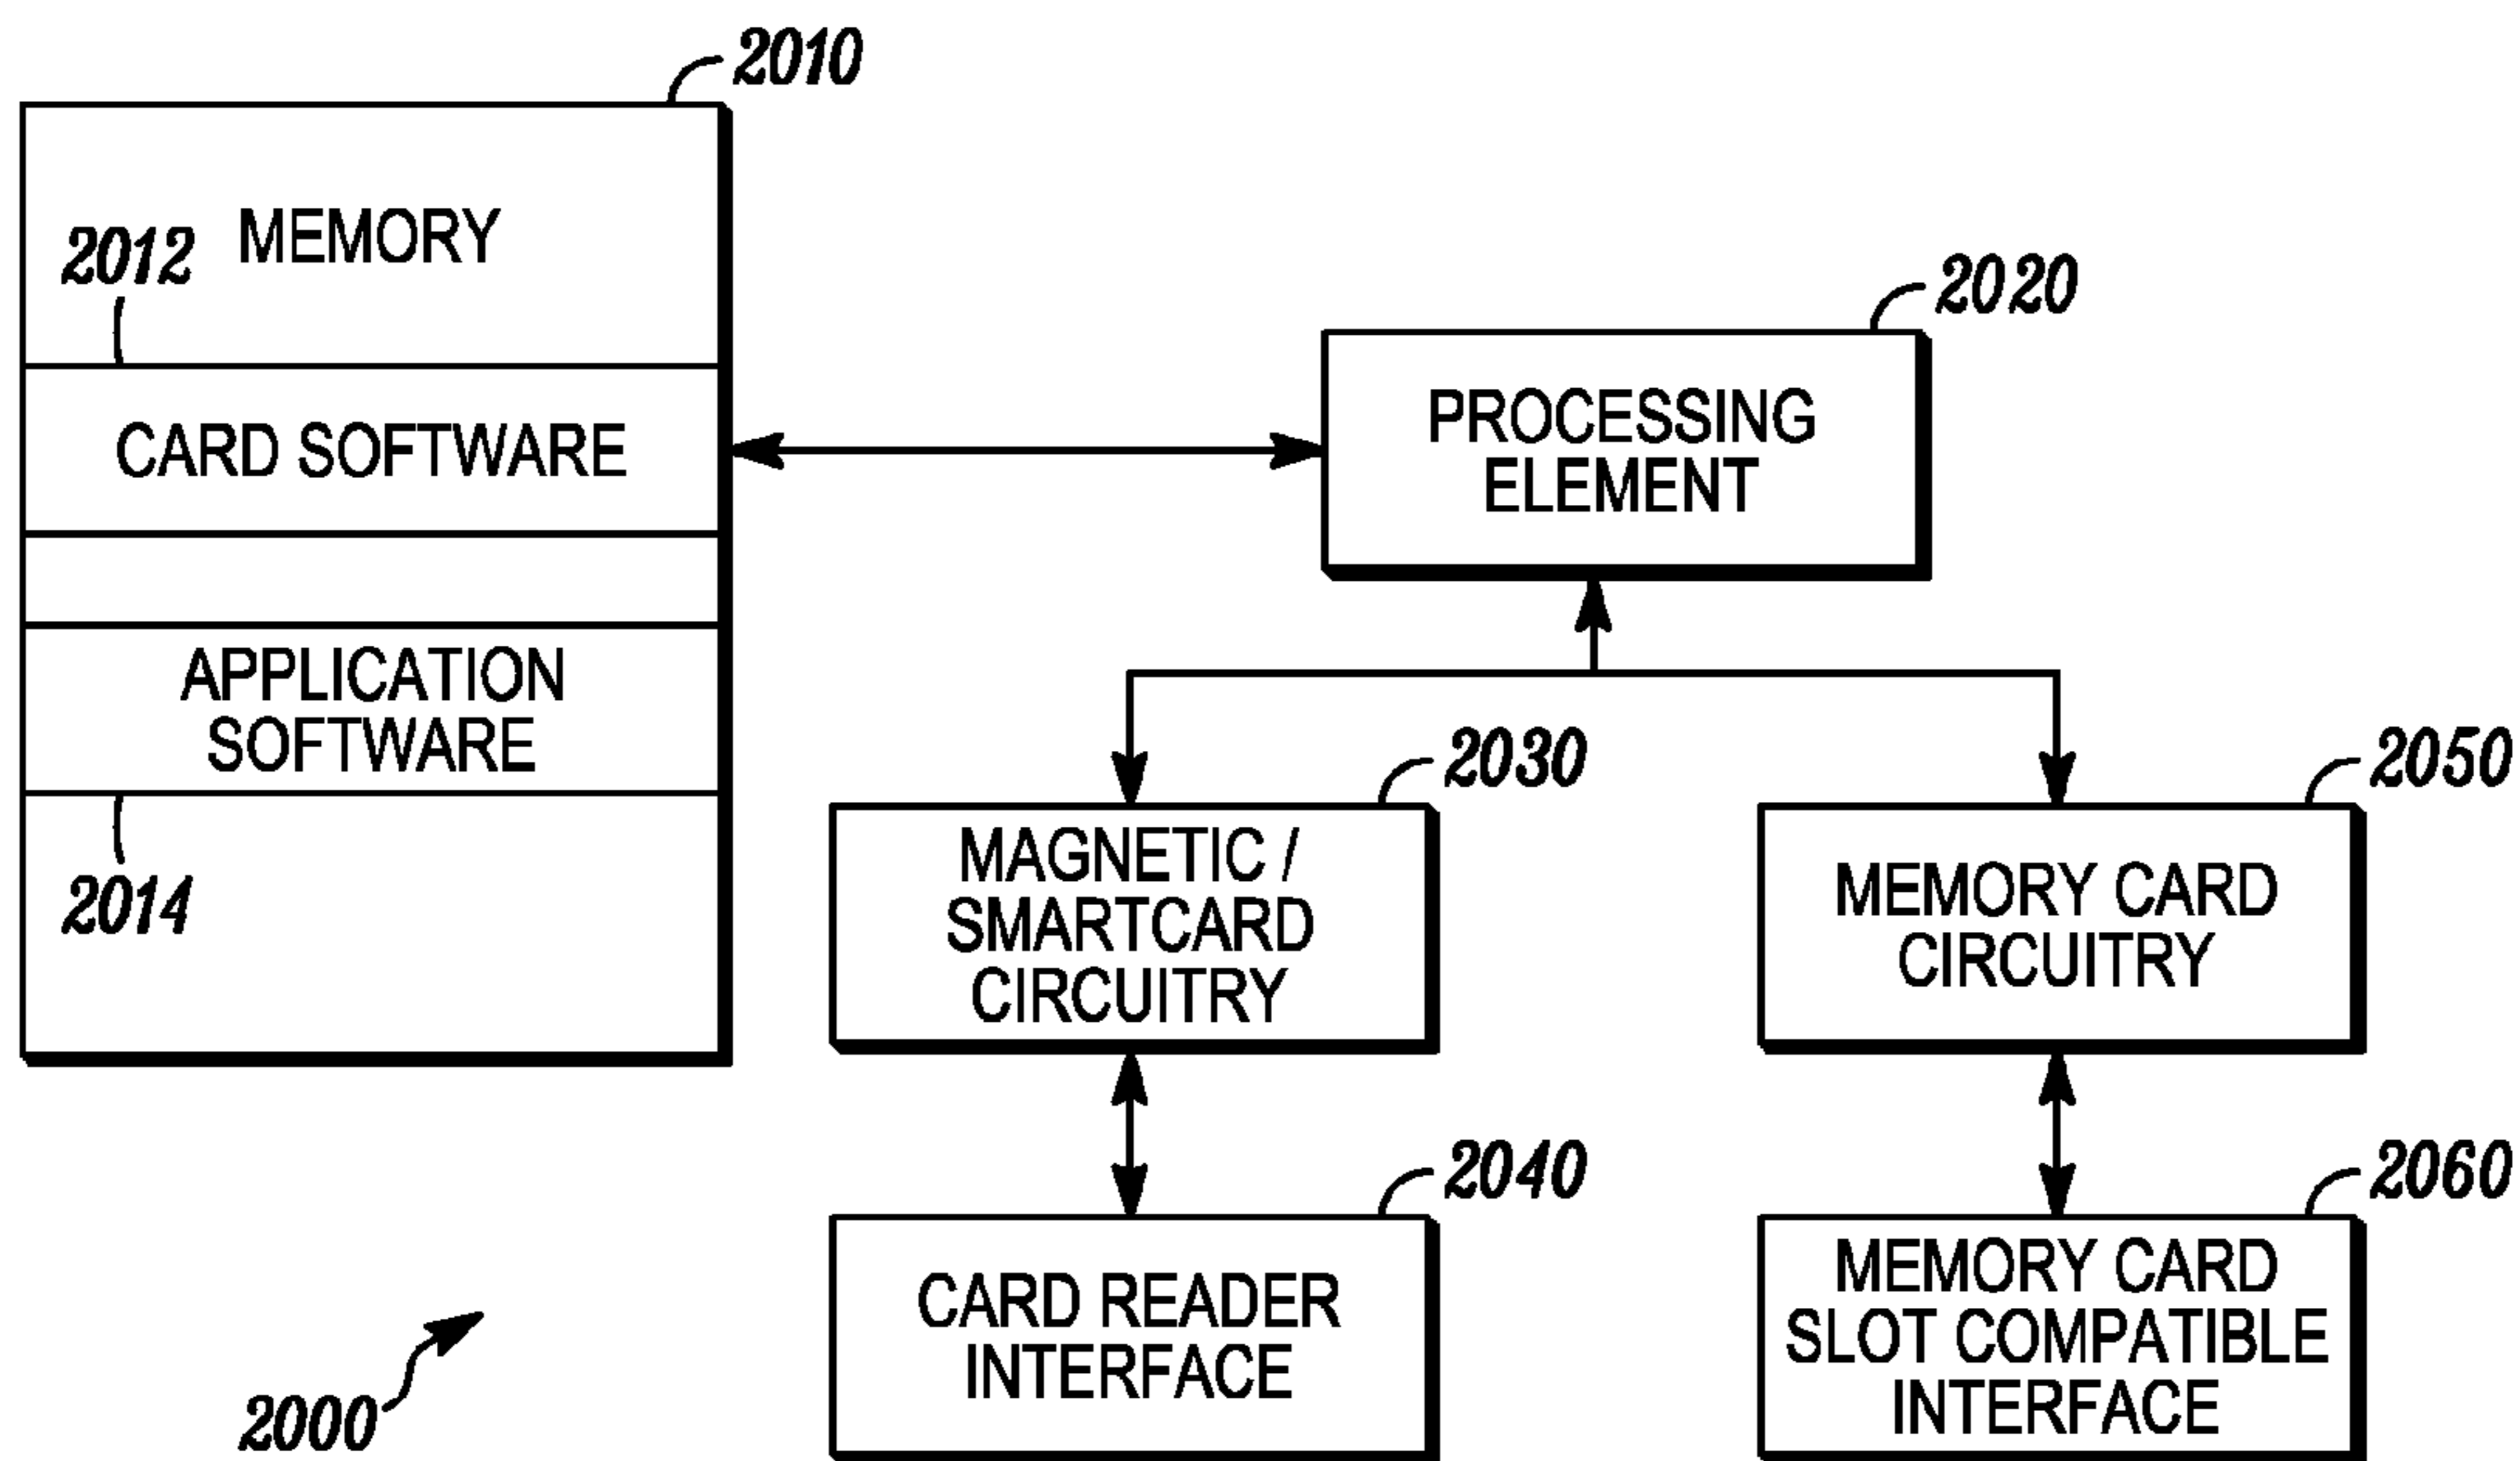 2010
MEMORY
2012
CARD SOFTWARE
APPLICATION
SOFTWARE
2014
2020
PROCESSING
ELEMENT
2030
MAGNETIC /
SMARTCARD
CIRCUITRY
2050
MEMORY CARD
CIRCUITRY
2040
CARD READER
INTERFACE
2060
MEMORY CARD
SLOT COMPATIBLE
INTERFACE
2000